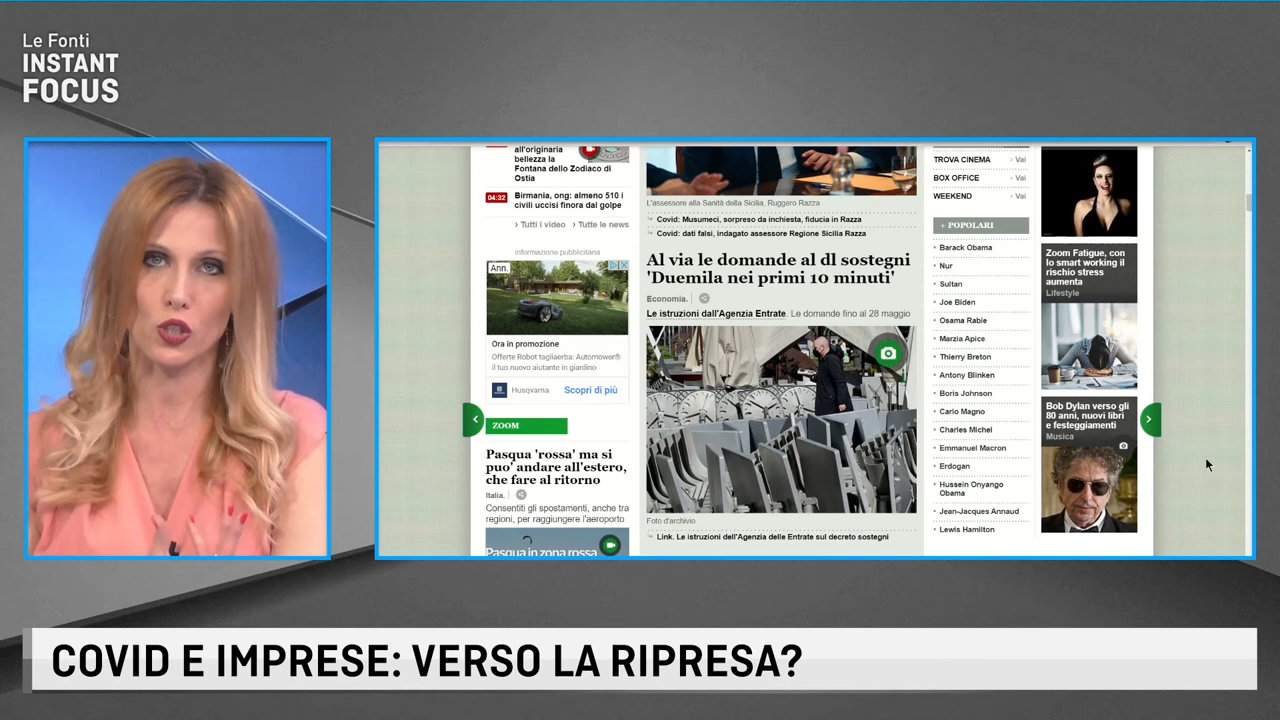 Le Fonti
INSTANT
FOCUS
all'originaria
bellezza la
Fontana dello Zodiaco di
Ostia
04:32
Birmania, ong: almeno 510 i
civili uccisi finora dal golpe
› Tutti i video › Tutte le news
informazione pubblicitaria
Ann.
Ora in promozione
Offerte Robot tagliaerba: Automower®
il tuo nuovo aiutante in giardino
Husqvarna
Scopri di più
ZOOM
Pasqua 'rossa' ma si
puo' andare all'estero,
che fare al ritorno
Italia.
Consentiti gli spostamenti, anche tra
regioni, per raggiungere l'aeroporto
Pasqua in zona rossa
L'assessore alla Sanità della Sicilia, Ruggero Razza
Covid: Musumeci, sorpreso da inchiesta, fiducia in Razza
Covid: dati falsi, indagato assessore Regione Sicilia Razza
Al via le domande al dl sostegni
'Duemila nei primi 10 minuti'
Economia.
Le istruzioni dall'Agenzia Entrate. Le domande fino al 28 maggio
Foto d'archivio
Link. Le istruzioni dell'Agenzia delle Entrate sul decreto sostegni
TROVA CINEMA › Vai
BOX OFFICE › Vai
WEEKEND › Vai
+ POPOLARI
Barack Obama
Nur
Sultan
Joe Biden
Osama Rabie
Marzia Apice
Thierry Breton
Antony Blinken
Boris Johnson
Carlo Magno
Charles Michel
Emmanuel Macron
Erdogan
Hussein Onyango
Obama
Jean-Jacques Annaud
Lewis Hamilton
Zoom Fatigue, con
lo smart working il
rischio stress
aumenta
Lifestyle
Bob Dylan verso gli
80 anni, nuovi libri
e festeggiamenti
Musica
COVID E IMPRESE: VERSO LA RIPRESA?